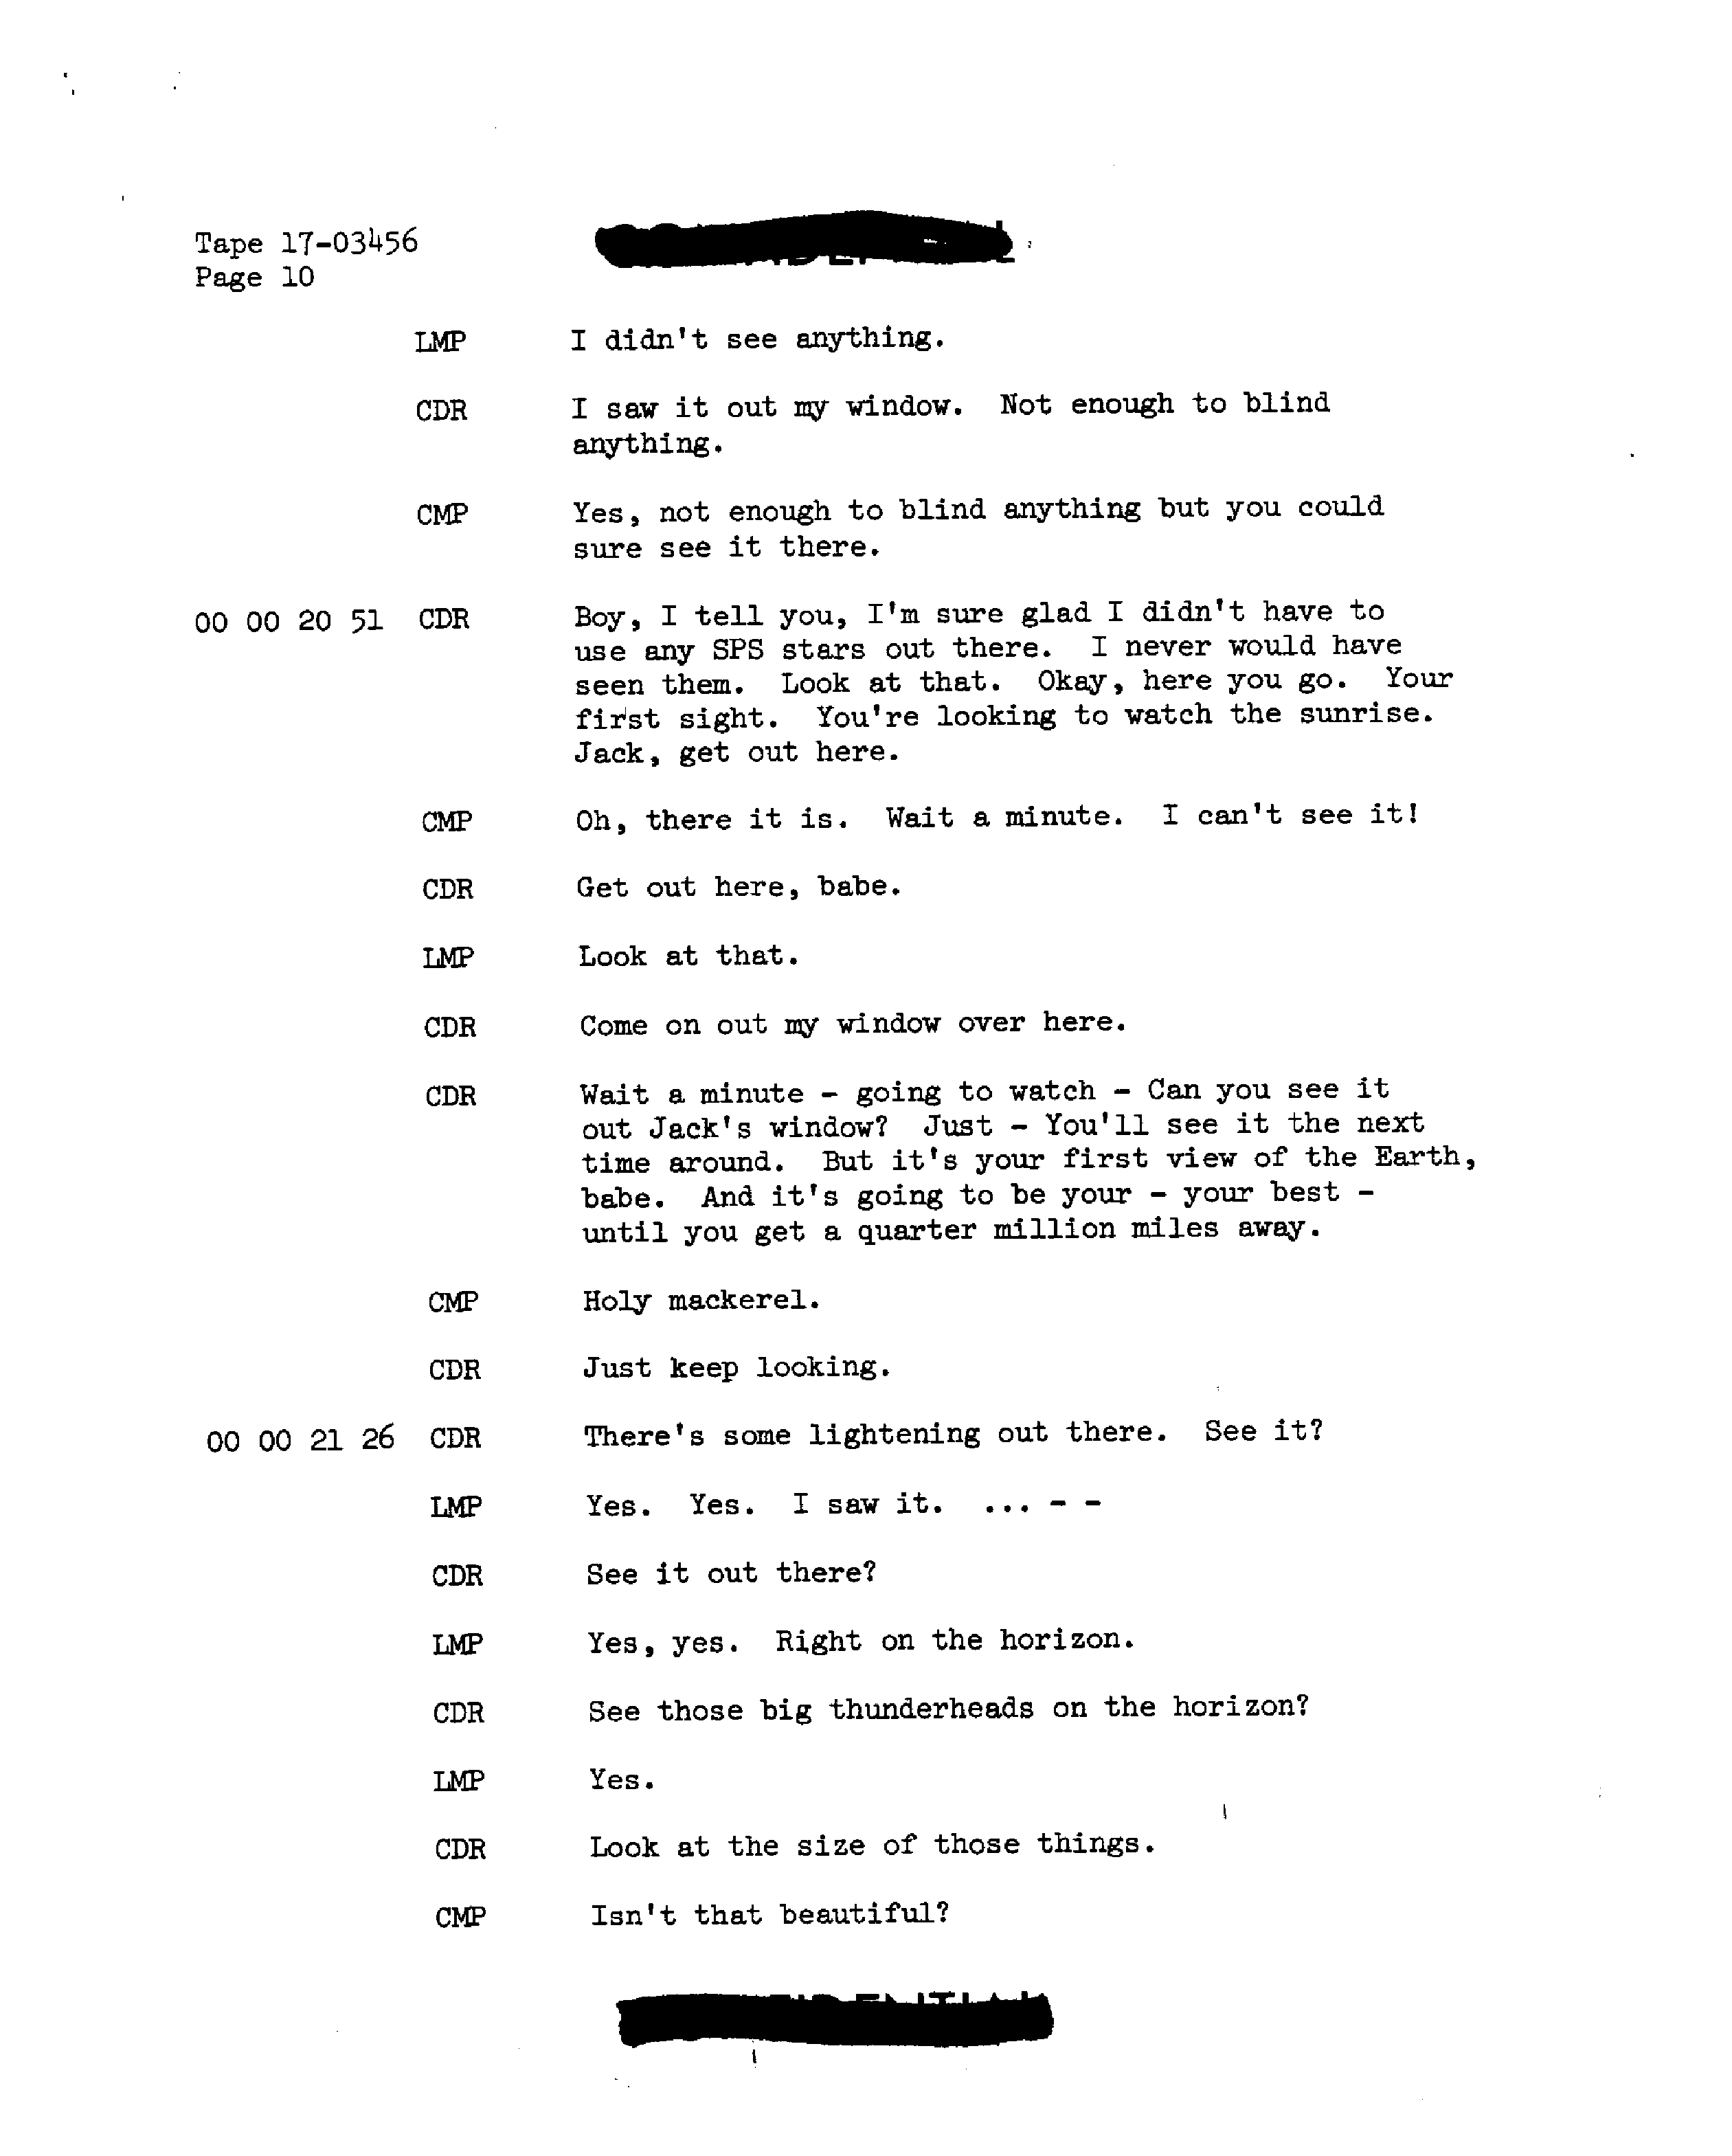 Tape 17-03456
Page 10
LMP I didn't see anything.
CDR I saw it out my window. Not enough to blind
anything.
CMP Yes, not enough to blind anything but you could
sure see it there.
00 00 20 51 CDR Boy, I tell you, I'm sure glad I didn't have to
use any SPS stars out there. I never would have
seen them. Look at that. Okay, here you go. Your
first sight. You're looking to watch the sunrise.
Jack, get out here.
CMP Oh, there it is. Wait a minute. I can't see it!
CDR Get out here, babe.
LMP Look at that.
CDR Come on out my window over here.
CDR Wait a minute - going to watch - Can you see it
out Jack's window? Just - You'll see it the next
time around. But it's your first view of the Earth,
babe. And it's going to be your - your best -
until you get a quarter million miles away.
CMP Holy mackerel.
CDR Just keep looking.
00 00 21 26 CDR There's some lightening out there. See it?
LMP Yes. Yes. I saw it. ... - -
CDR See it out there?
LMP Yes, yes. Right on the horizon.
CDR See those big thunderheads on the horizon?
LMP Yes.
CDR Look at the size of those things.
CMP Isn't that beautiful?